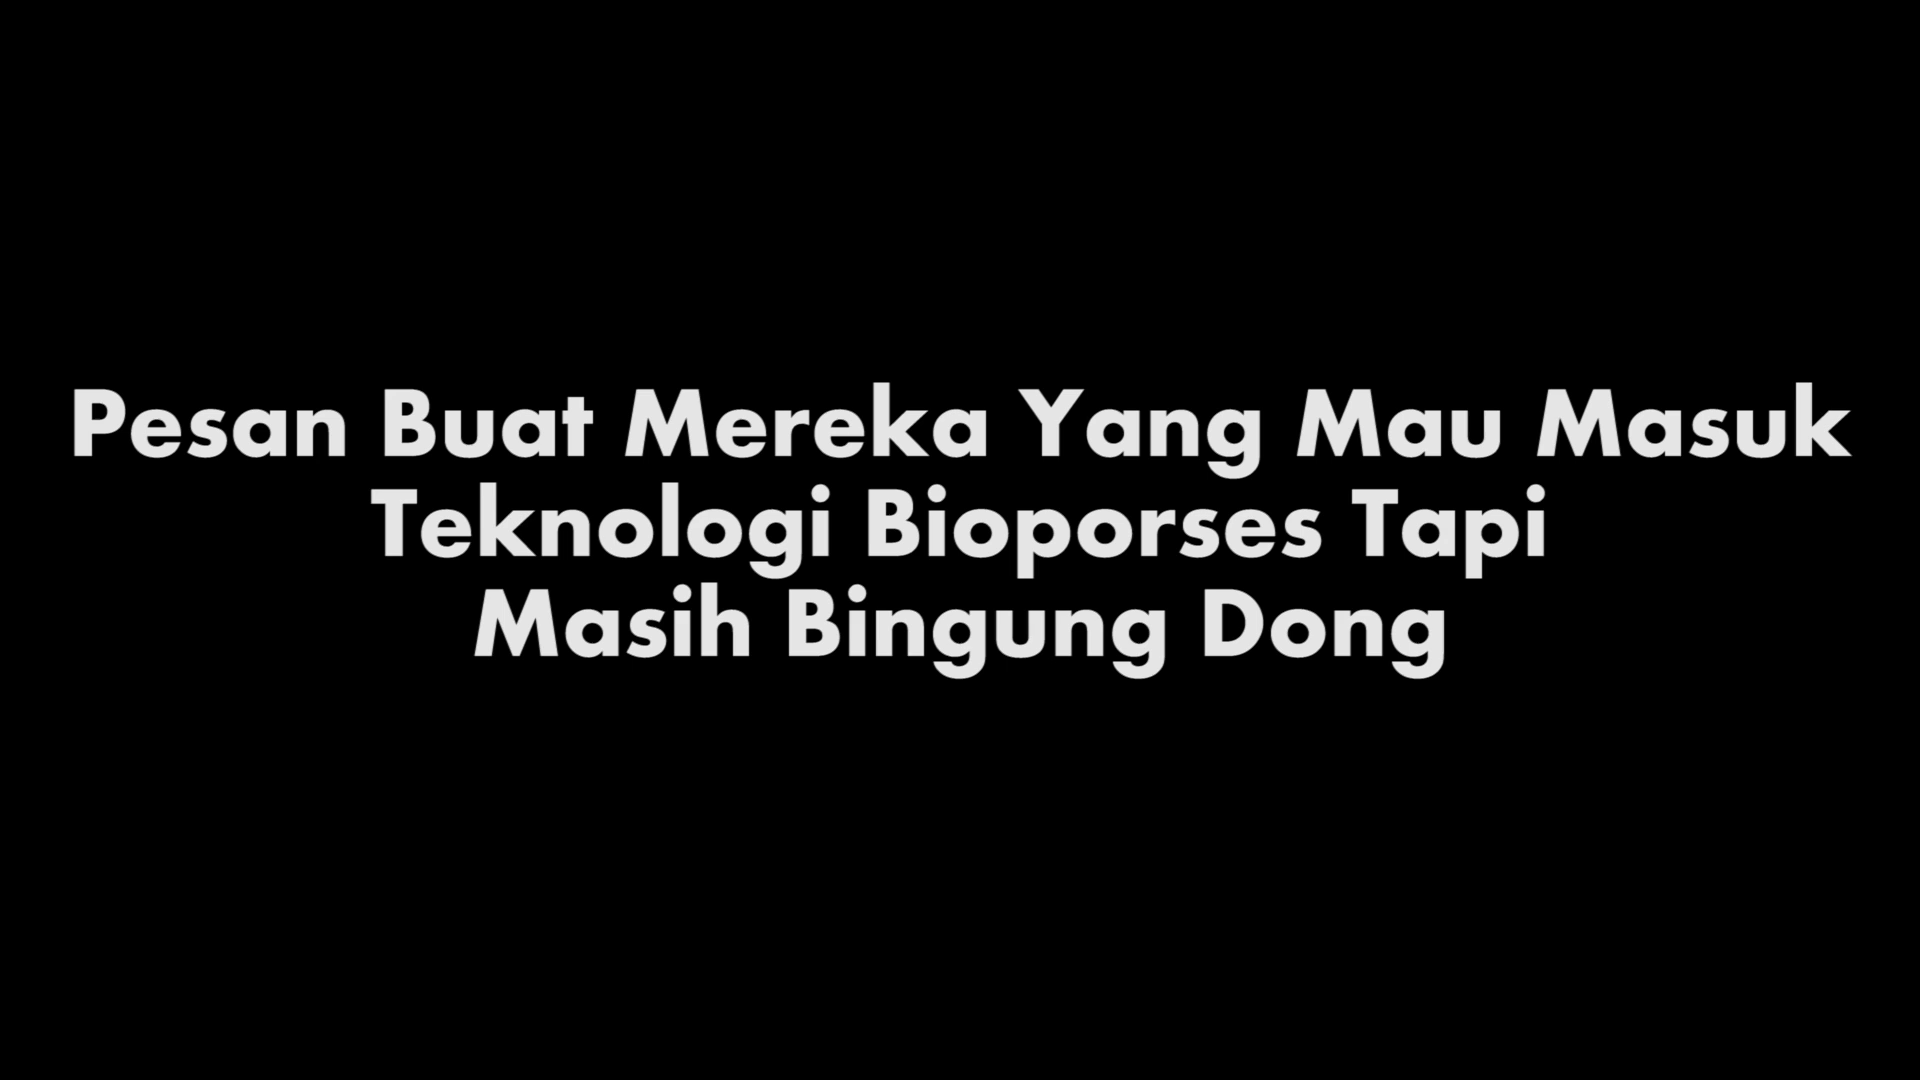 Pesan Buat Mereka Yang Mau Masuk
Teknologi Bioporses Tapi
Masih Bingung Dong